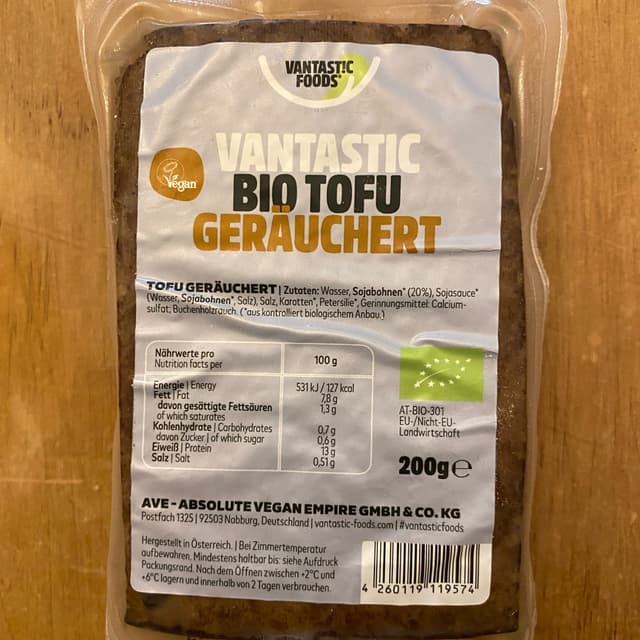 VANTAST!C
FOODS®
VANTASTIC
BIO TOFU
GERÄUCHERT
Vegan
TOFU GERÄUCHERT | Zutaten: Wasser, Sojabohnen* (20%), Sojasauce*
(Wasser, Sojabohnen*, Salz), Salz, Karotten*, Petersilie*, Gerinnungsmittel: Calcium-
sulfat, Buchenholzrauch. (*aus kontrolliert biologischem Anbau.)
Nährwerte pro
Nutrition facts per
100 g
Energie | Energy 531 kJ / 127 kcal
Fett | Fat 7,8 g
davon gesättigte Fettsäuren 1,3 g
of which saturates
Kohlenhydrate | Carbohydrates 0,7 g
davon Zucker | of which sugar 0,6 g
Eiweiß | Protein 13 g
Salz | Salt 0,51 g
AT-BIO-301
EU-/Nicht-EU-
Landwirtschaft
200g e
AVE – ABSOLUTE VEGAN EMPIRE GMBH & CO. KG
Postfach 1325 | 92503 Nabburg, Deutschland | vantastic-foods.com | #vantasticfoods
Hergestellt in Österreich. | Bei Zimmertemperatur
aufbewahren. Mindestens haltbar bis: siehe Aufdruck
Packungsrand. Nach dem Öffnen zwischen +2°C und
+6°C lagern und innerhalb von 2 Tagen verbrauchen.
4 260119 119574